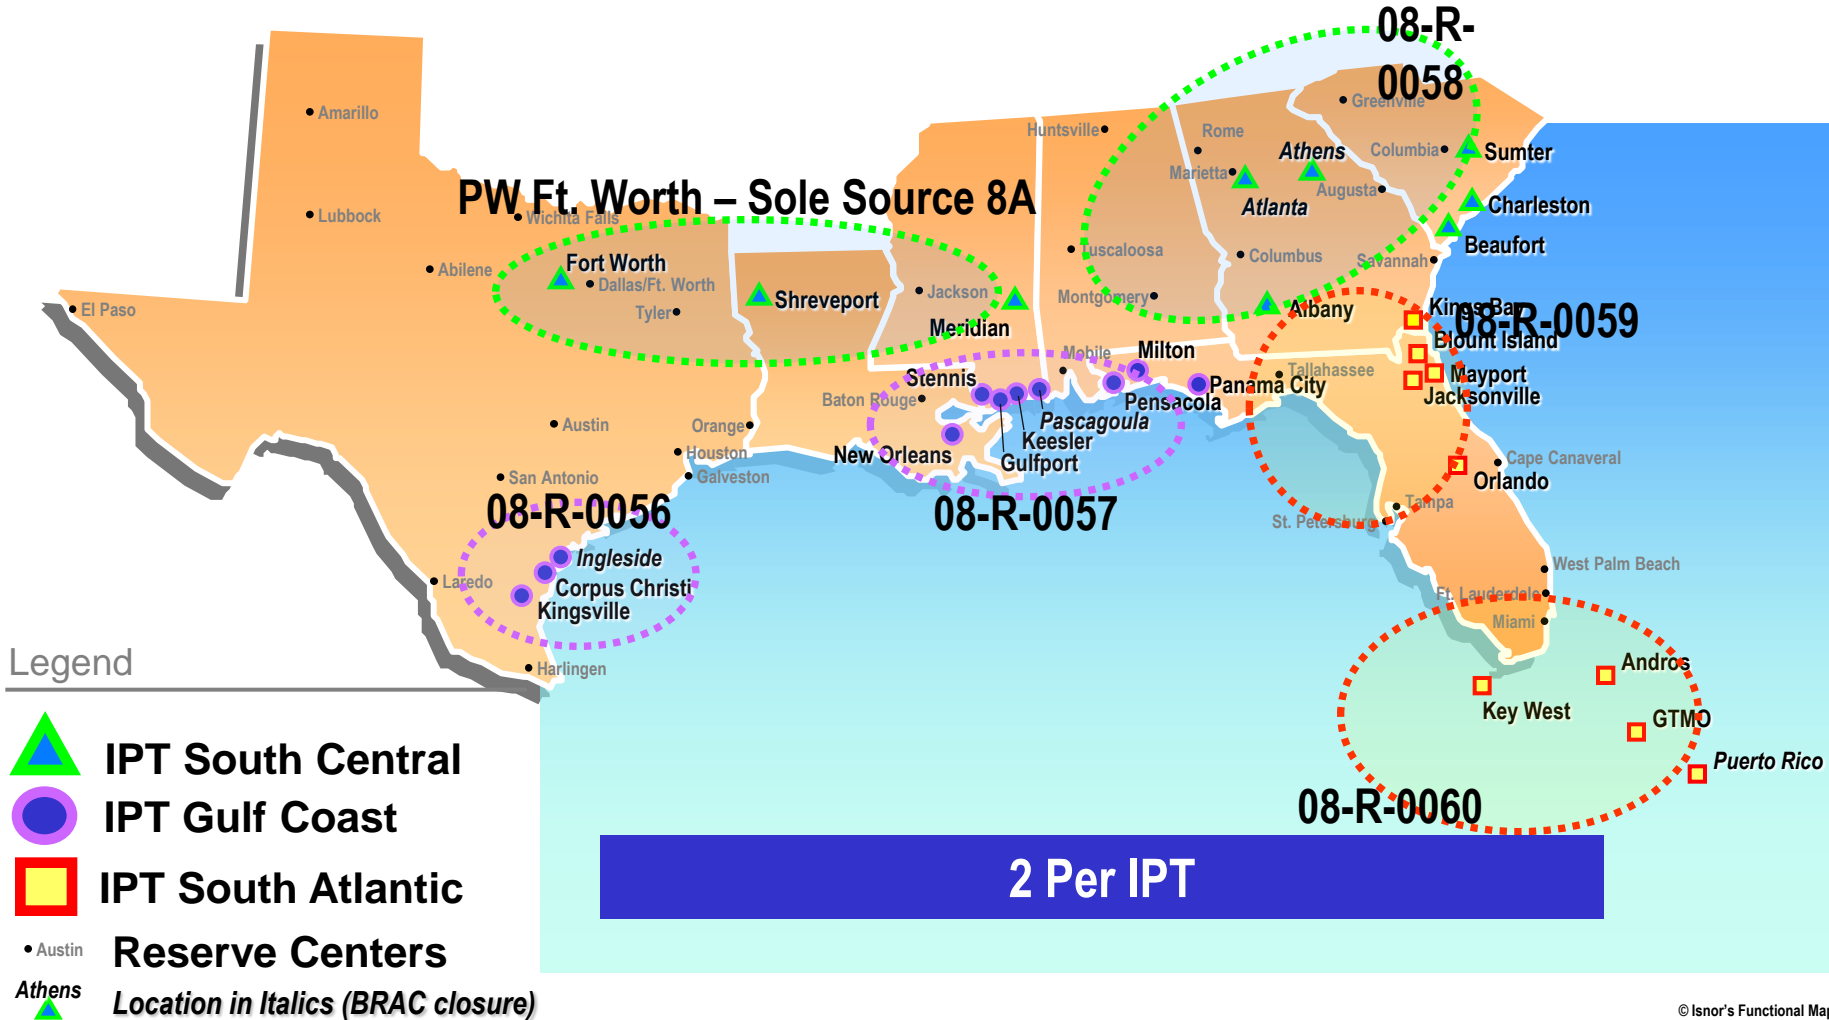 08-R-
0058
Amarillo
Greenville
Huntsville
Rome
Athens
Columbia
Sumter
Marietta
Augusta
PW Ft. Worth – Sole Source 8A
Atlanta
Charleston
Lubbock
Wichita Falls
Beaufort
Tuscaloosa
Columbus
Savannah
Fort Worth
Abilene
Dallas/Ft. Worth
Shreveport
Jackson
Montgomery
El Paso
Tyler
Meridian
Albany
Kings Bay
08-R-0059
Blount Island
Mobile
Milton
Stennis
Tallahassee
Mayport
Panama City
Baton Rouge
Pensacola
Jacksonville
Pascagoula
Austin
Orange
Keesler
Houston
New Orleans
Gulfport
Cape Canaveral
San Antonio
Galveston
Orlando
08-R-0056
08-R-0057
Tampa
St. Petersburg
Ingleside
West Palm Beach
Laredo
Corpus Christi
Ft. Lauderdale
Kingsville
Miami
Legend
Harlingen
Andros
Key West
GTMO
Puerto Rico
IPT South Central
08-R-0060
IPT Gulf Coast
2 Per IPT
IPT South Atlantic
Austin
Reserve Centers
Athens
Location in Italics (BRAC closure)
© Isnor's Functional Map